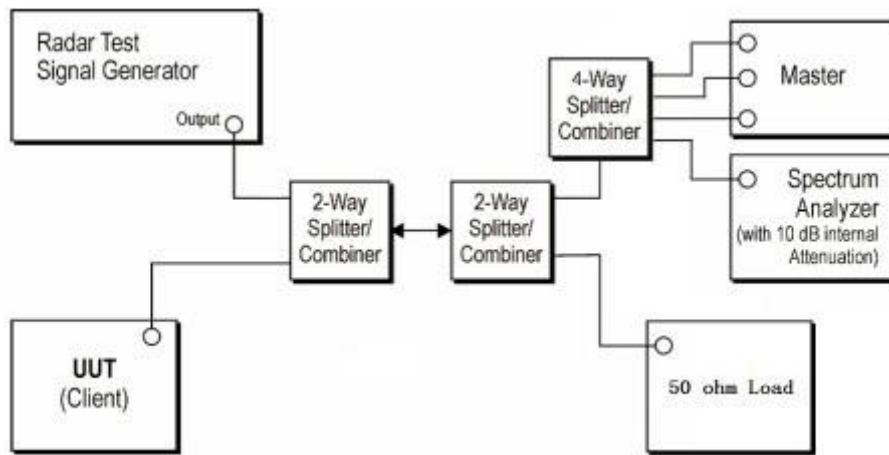 Radar Test
Signal Generator
Output
4-Way
Splitter/
Combiner
Master
2-Way
Splitter/
Combiner
2-Way
Splitter/
Combiner
Spectrum
Analyzer
(with 10 dB internal
Attenuation)
UUT
(Client)
50 ohm Load